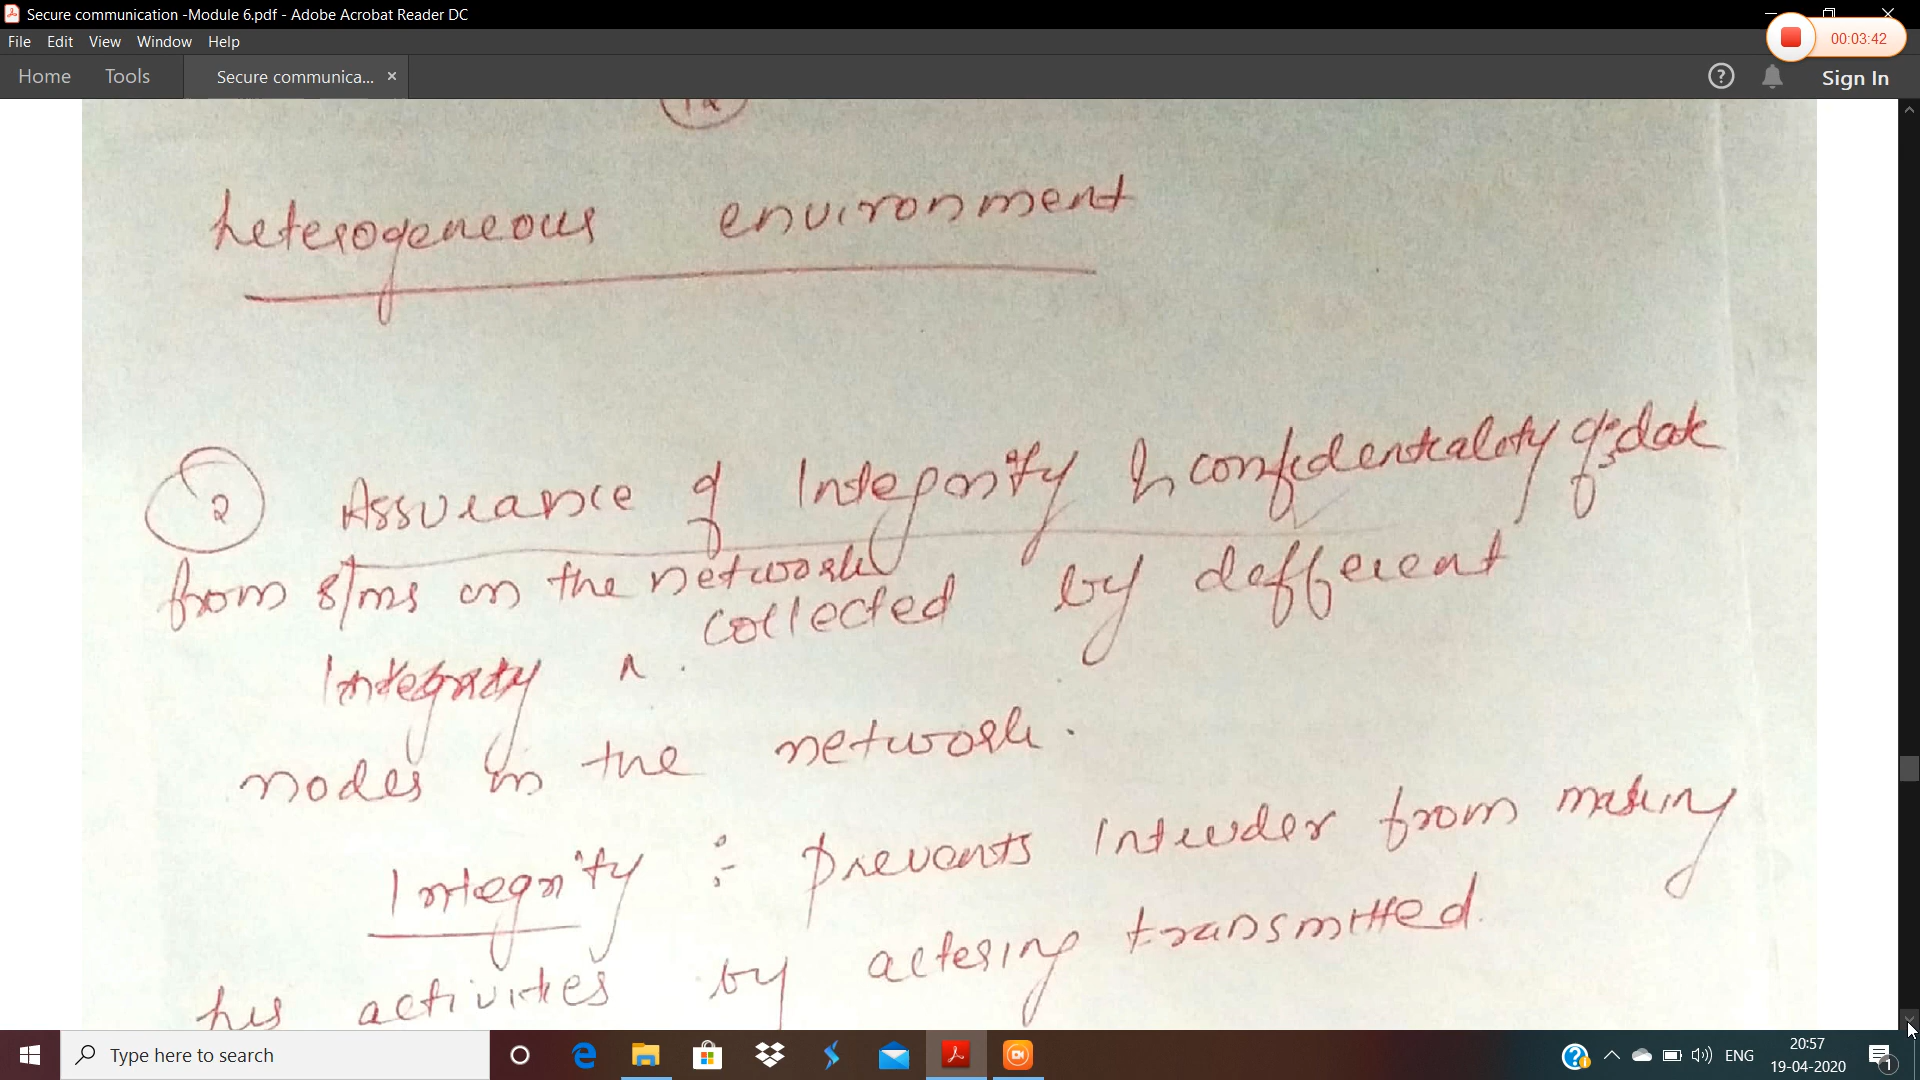 Secure communication -Module 6.pdf - Adobe Acrobat Reader DC
File Edit View Window Help
00:03:42
Home Tools Secure communica... × ? Sign In
heterogeneous environment
2 Assurance of Integrity & confidentiality of data
from s/ms in the network
collected by different
Integrity
nodes in the network.
Integrity :- prevents Intruder from masking
his activities by altering transmitted.
Type here to search
ENG
20:57
19-04-2020
1